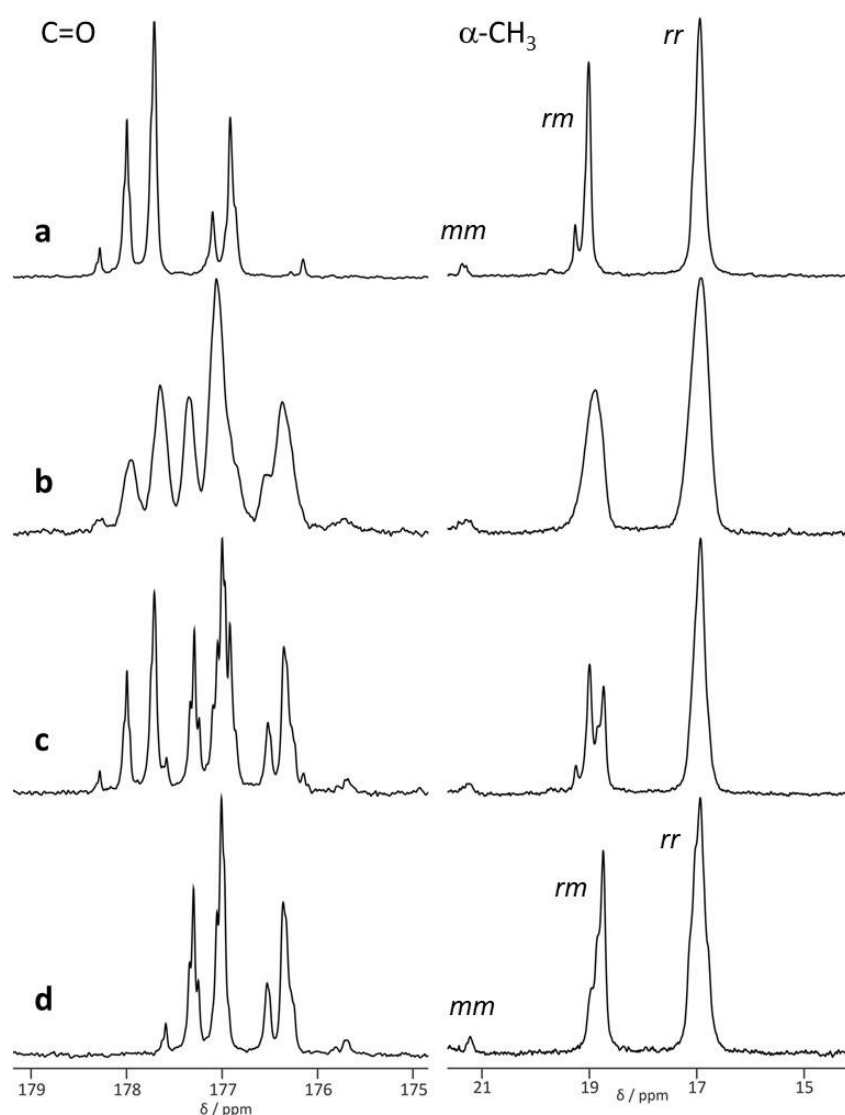 C=O
α-CH₃
rr
rm
mm
a
b
c
rr
rm
mm
d
179 178 177 176 175
δ / ppm
21 19 17 15
δ / ppm